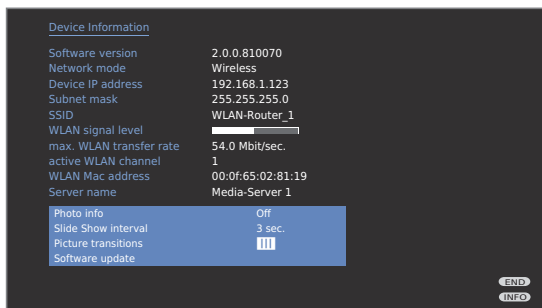 Device Information
Software version 2.0.0.810070
Network mode Wireless
Device IP address 192.168.1.123
Subnet mask 255.255.255.0
SSID WLAN-Router_1
WLAN signal level
max. WLAN transfer rate 54.0 Mbit/sec.
active WLAN channel 1
WLAN Mac address 00:0f:65:02:81:19
Server name Media-Server 1
Photo info Off
Slide Show interval 3 sec.
Picture transitions
Software update
END
INFO